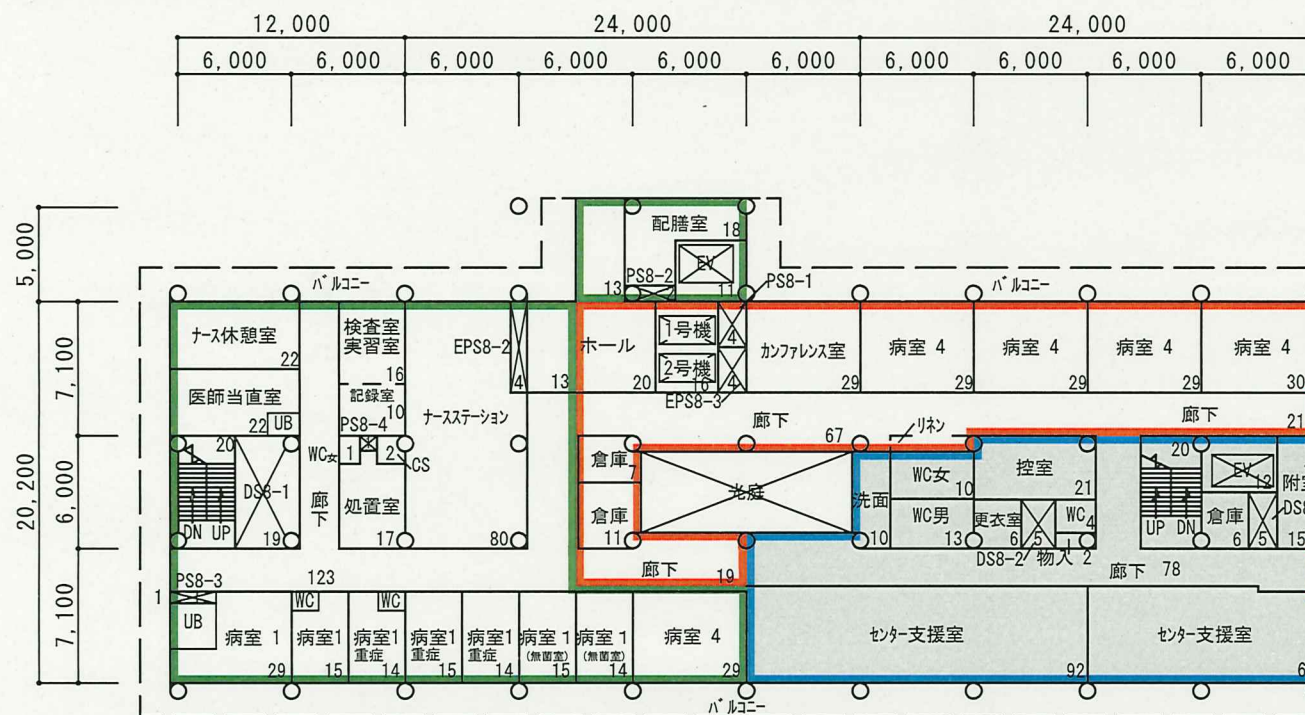 12,000 24,000 24,000
6,000 6,000 6,000 6,000 6,000 6,000 6,000 6,000 6,000 6,000
5,000
配膳室
18
EV
PS8-2
13
11
PS8-1
バルコニー
バルコニー
7,100
ナース休憩室
22
検査室
実習室
16
EPS8-2
4
13
ホール
20
1号機
2号機
16
4
4
EPS8-3
カンファレンス室
29
病室 4
29
病室 4
29
病室 4
29
病室 4
30
医師当直室
22
UB
記録室
10
PS8-4
1
2
CS
ナースステーション
80
廊下
67
リネン
廊下
21
20,200
6,000
20
DN UP
DS8-1
19
WC女
廊下
処置室
17
倉庫
7
倉庫
11
光庭
洗面
10
WC女
10
WC男
13
控室
21
更衣室
6
5
WC
4
DS8-2
物入
2
20
UP DN
EV
12
倉庫
6
5
附室
DS8
15
7,100
PS8-3
1
123
廊下
19
廊下 78
UB
病室 1
29
WC
病室1
15
WC
病室1
重症
14
病室1
重症
15
病室1
重症
14
病室 1
(無菌室)
15
病室 1
(無菌室)
14
病室 4
29
センター支援室
92
センター支援室
6
バルコニー